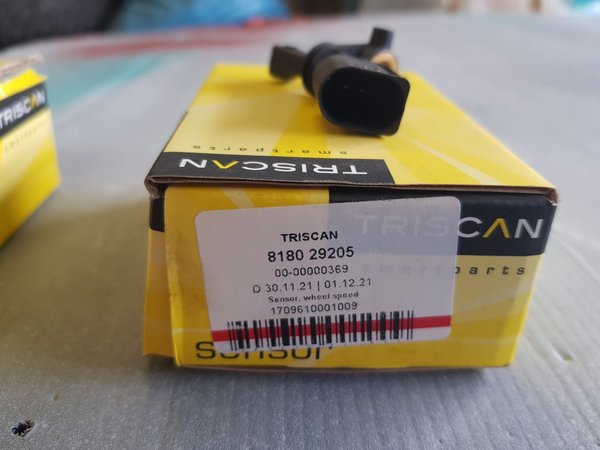 TRISCAN
smartparts
TRISCAN
smartparts
TRISCAN
smartparts
TRISCAN
8180 29205
00-00000369
D 30.11.21 | 01.12.21
Sensor, wheel speed
1709610001009
Sensor